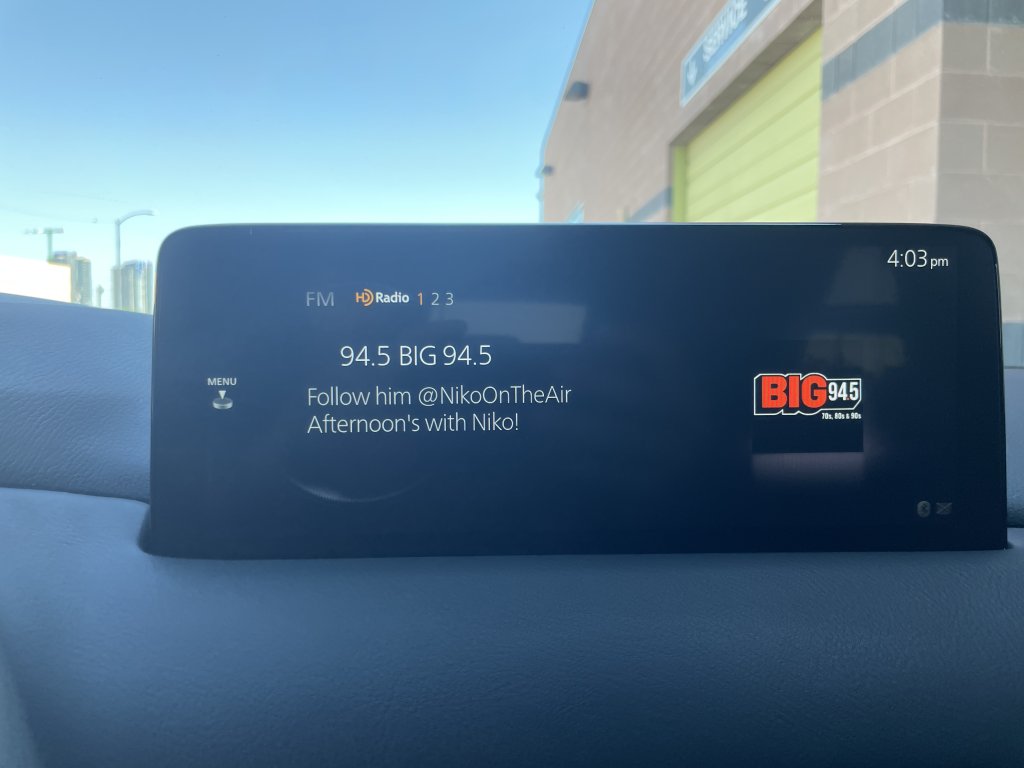 SERVICE
4:03 pm
FM HD Radio 1 2 3
94.5 BIG 94.5
MENU
Follow him @NikoOnTheAir
Afternoon's with Niko!
BIG 94.5
70s, 80s & 90s